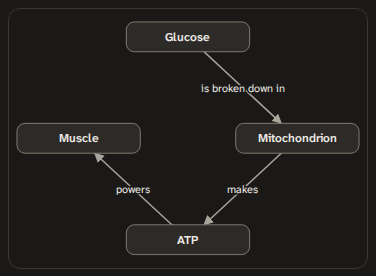 Glucose
is broken down in
Muscle
Mitochondrion
powers
makes
ATP